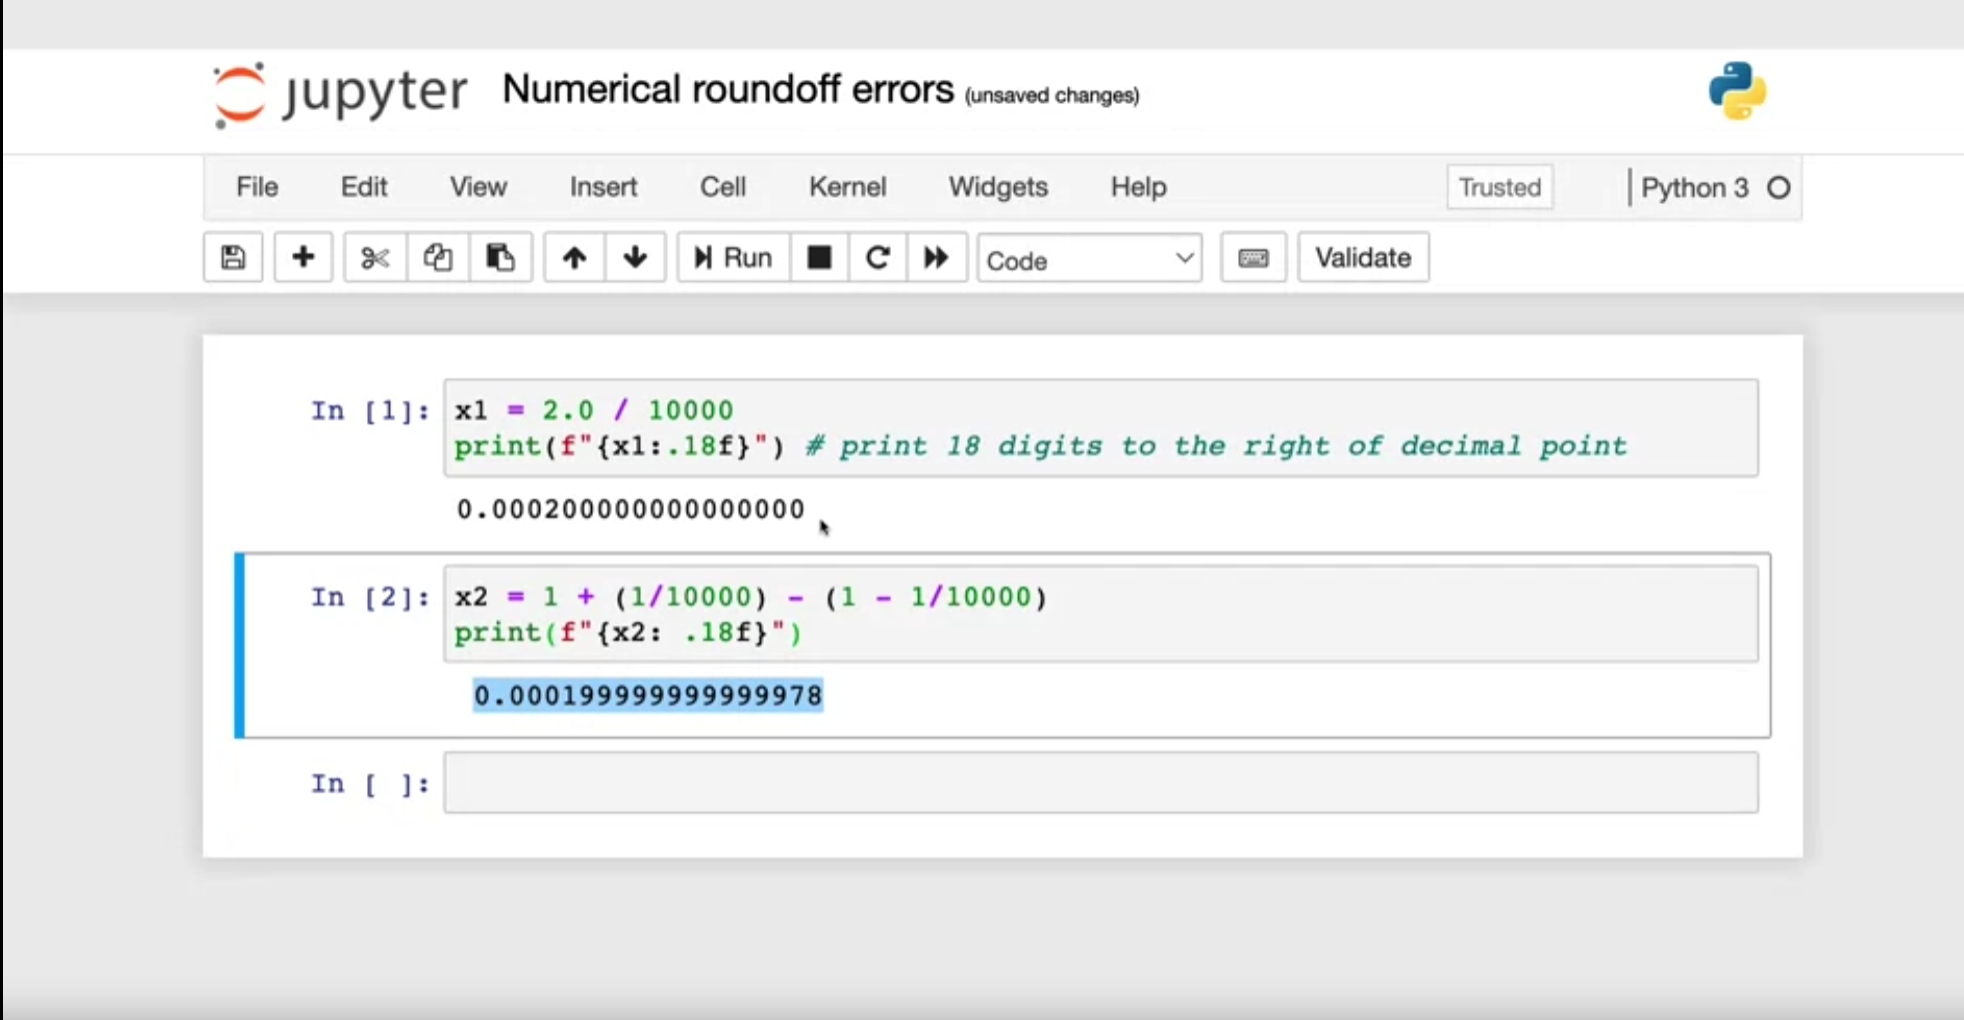 jupyter Numerical roundoff errors (unsaved changes)
File Edit View Insert Cell Kernel Widgets Help Trusted Python 3
Run Code Validate
In [1]: x1 = 2.0 / 10000
print(f"{x1:.18f}") # print 18 digits to the right of decimal point
0.000200000000000000
In [2]: x2 = 1 + (1/10000) - (1 - 1/10000)
print(f"{x2: .18f}")
0.000199999999999978
In [ ]: